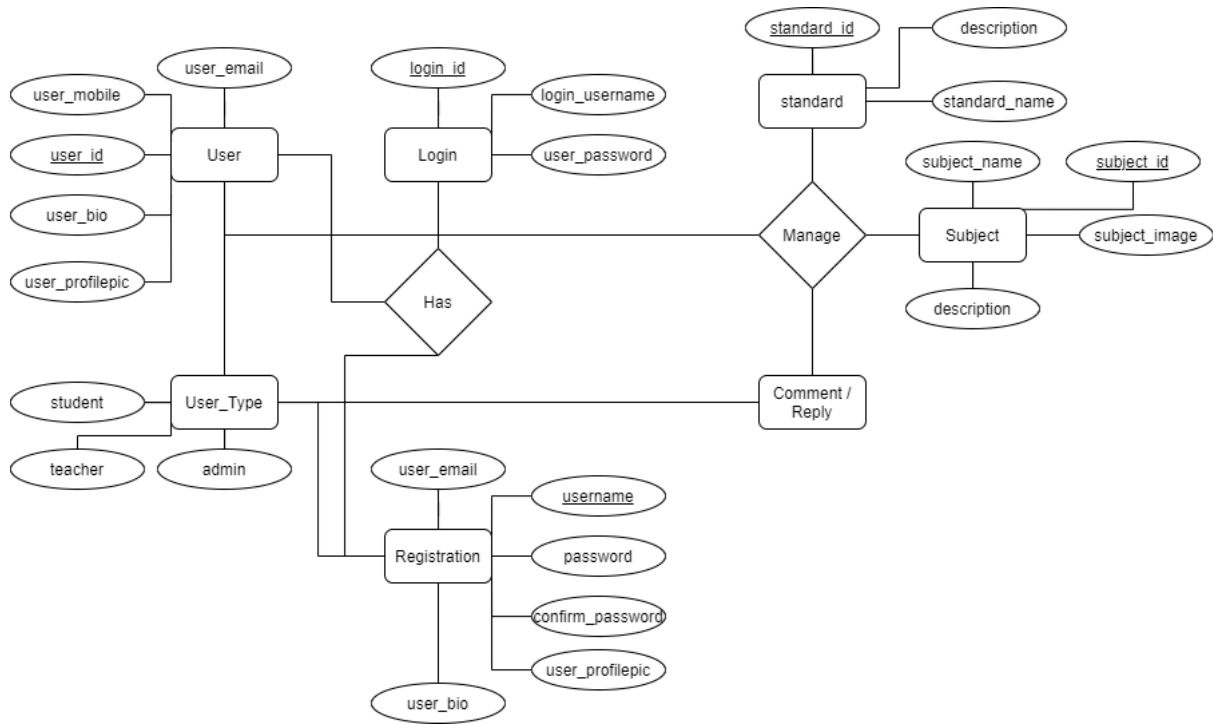 standard_id
description
user_email
login_id
user_mobile
login_username
standard
standard_name
User
Login
user_id
user_password
subject_name
subject_id
user_bio
Manage
Subject
subject_image
user_profilepic
Has
description
student
User_Type
Comment /
Reply
teacher
admin
user_email
username
Registration
password
confirm_password
user_profilepic
user_bio